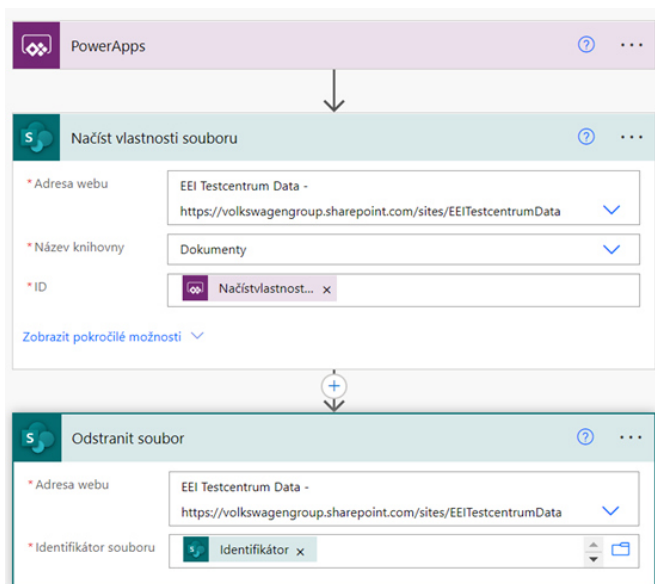 PowerApps
Načíst vlastnosti souboru
* Adresa webu
EEI Testcentrum Data -
https://volkswagengroup.sharepoint.com/sites/EEITestcentrumData
* Název knihovny
Dokumenty
* ID
Načístvlastnost... ×
Zobrazit pokročilé možnosti
Odstranit soubor
* Adresa webu
EEI Testcentrum Data -
https://volkswagengroup.sharepoint.com/sites/EEITestcentrumData
* Identifikátor souboru
Identifikátor ×